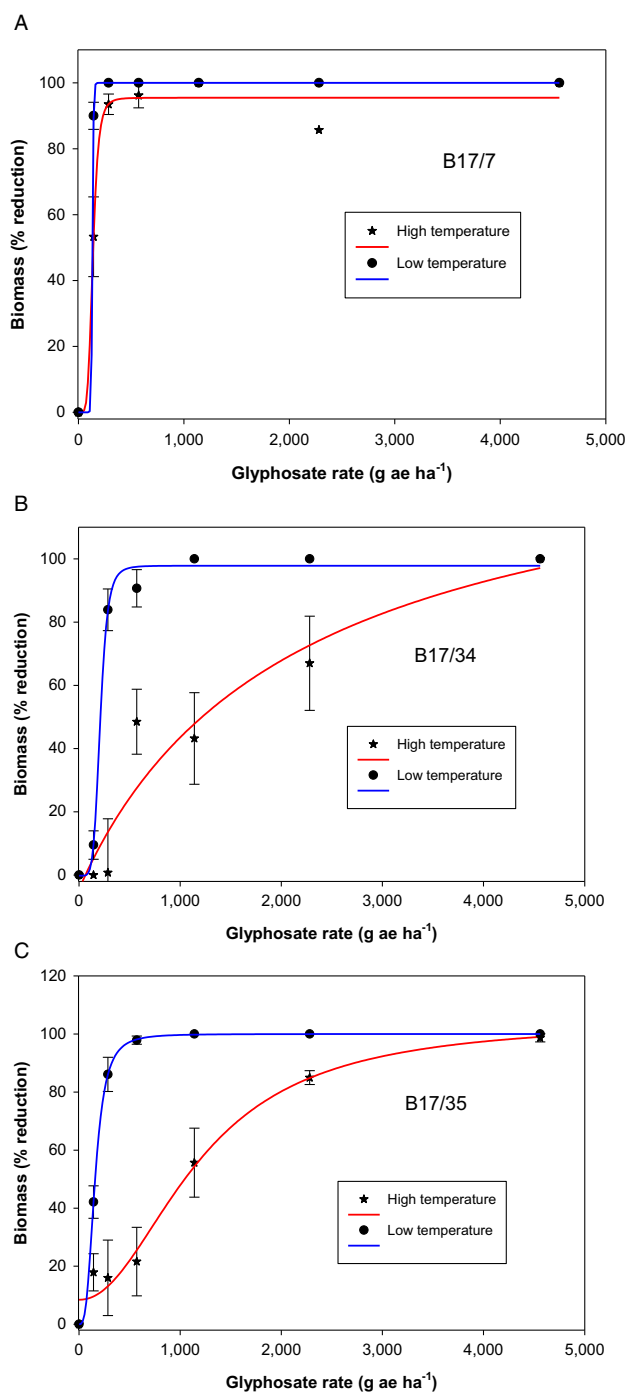 A
100
80
60
40
20
0
Biomass (% reduction)
B17/7
High temperature
Low temperature
0 1,000 2,000 3,000 4,000 5,000
Glyphosate rate (g ae ha⁻¹)
B
100
80
60
40
20
0
Biomass (% reduction)
B17/34
High temperature
Low temperature
0 1,000 2,000 3,000 4,000 5,000
Glyphosate rate (g ae ha⁻¹)
C
120
100
80
60
40
20
0
Biomass (% reduction)
B17/35
High temperature
Low temperature
0 1,000 2,000 3,000 4,000 5,000
Glyphosate rate (g ae ha⁻¹)